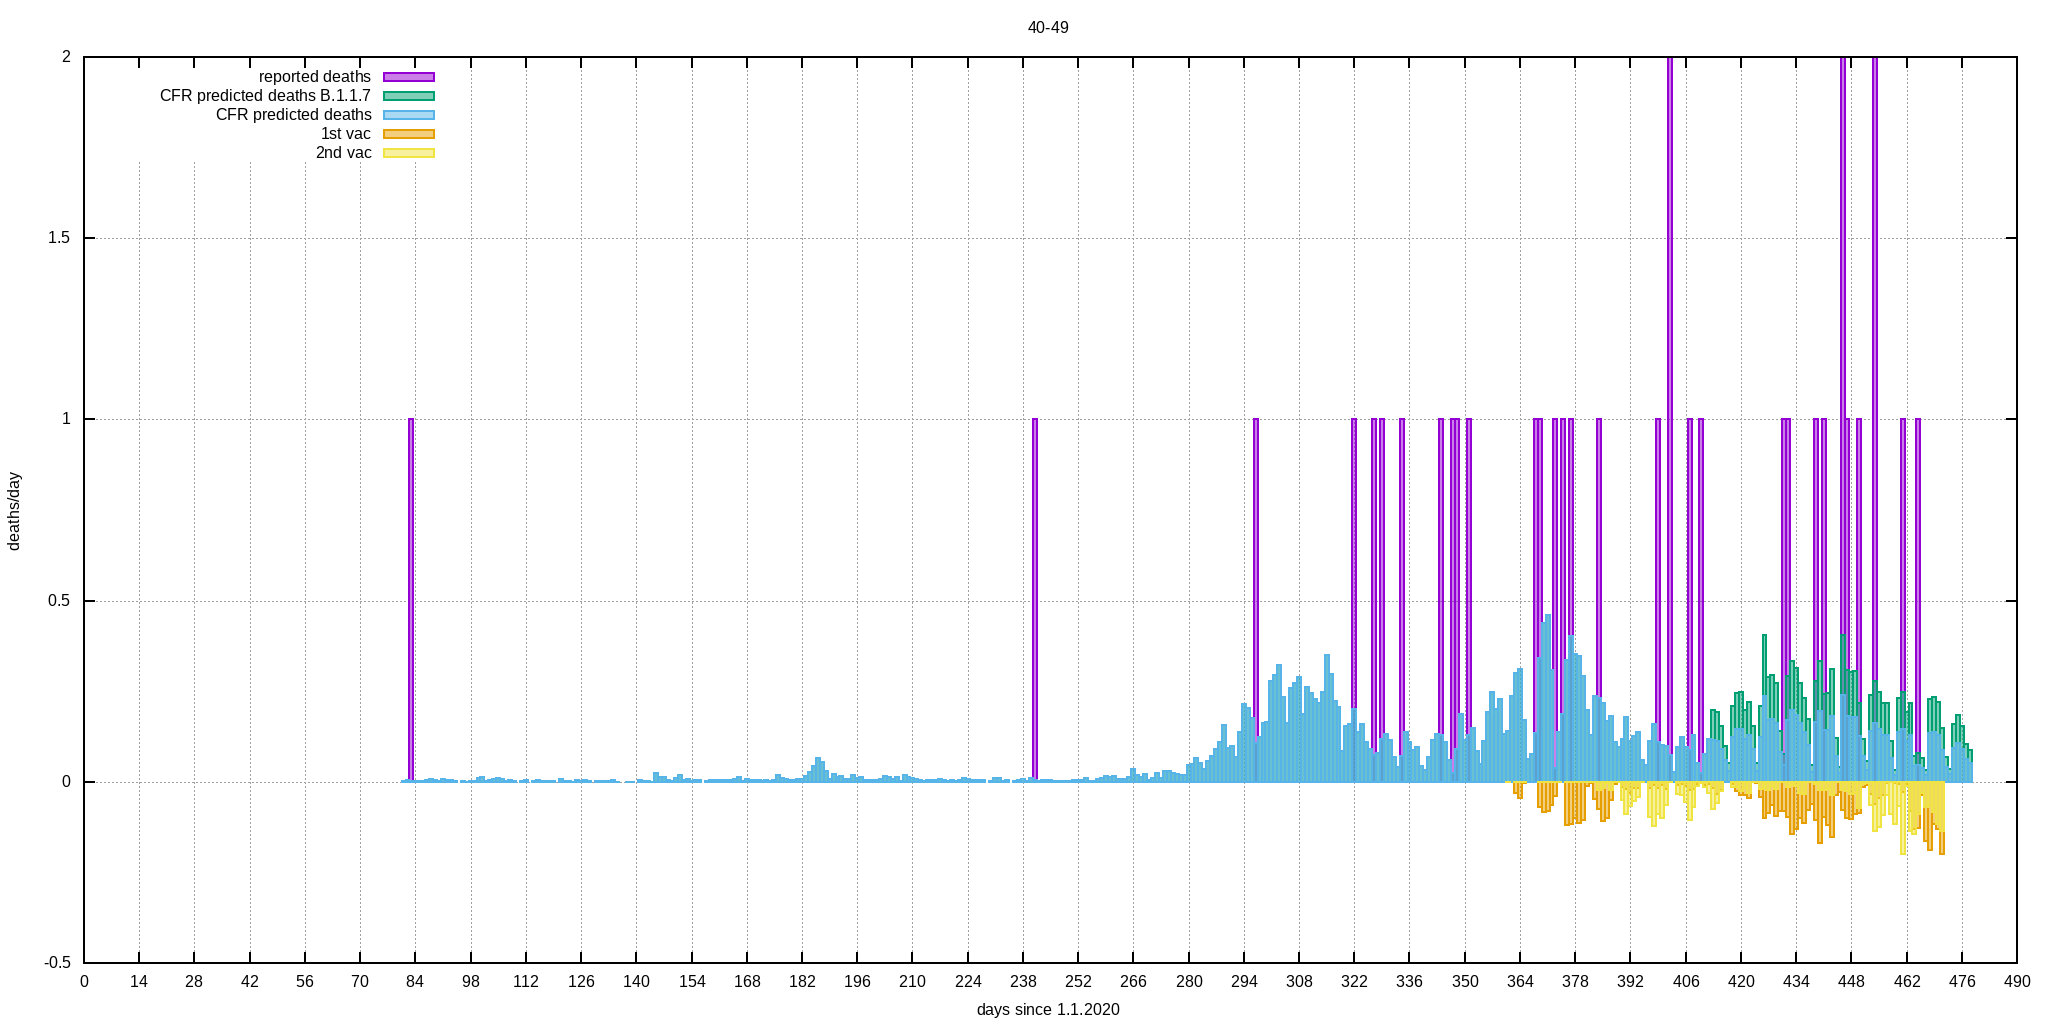 40-49
reported deaths
CFR predicted deaths B.1.1.7
CFR predicted deaths
1st vac
2nd vac
2
1.5
1
0.5
0
-0.5
deaths/day
0 14 28 42 56 70 84 98 112 126 140 154 168 182 196 210 224 238 252 266 280 294 308 322 336 350 364 378 392 406 420 434 448 462 476 490
days since 1.1.2020